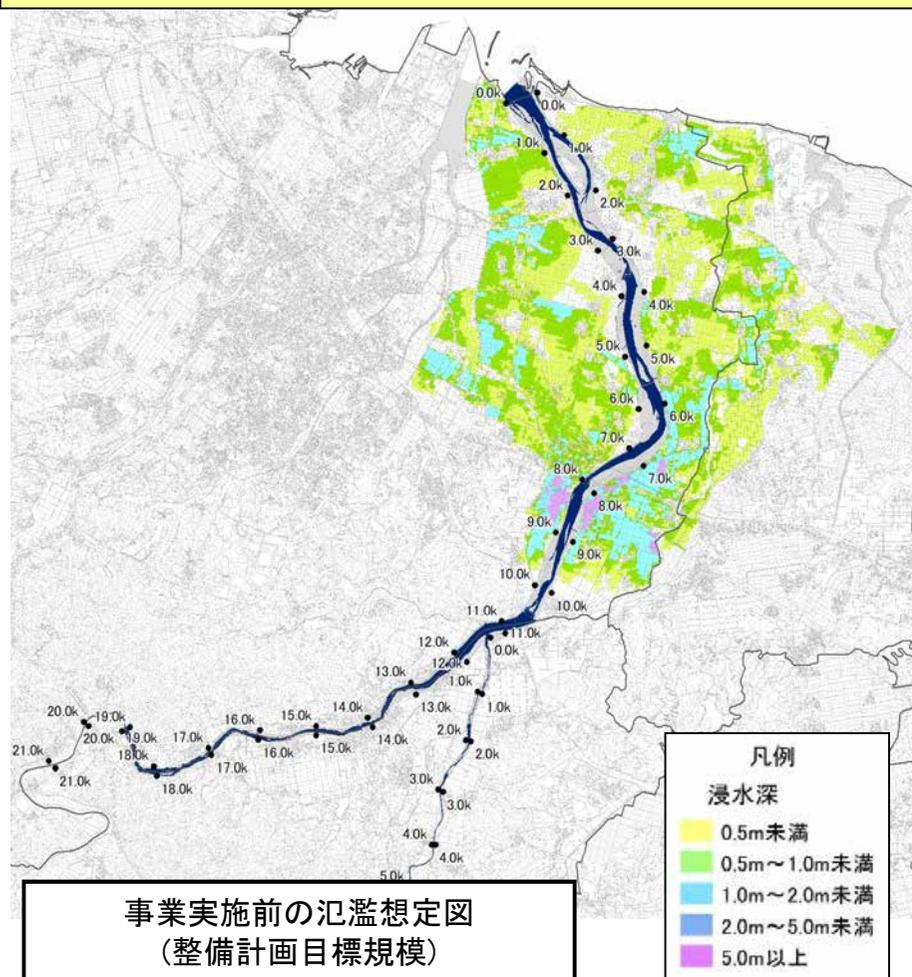 0.0k
0.0k
1.0k
1.0k
2.0k
2.0k
3.0k
3.0k
4.0k
4.0k
5.0k
5.0k
6.0k
6.0k
7.0k
7.0k
8.0k
8.0k
9.0k
9.0k
10.0k
10.0k
11.0k
11.0k
0.0k
12.0k
12.0k
1.0k
1.0k
13.0k
13.0k
14.0k
14.0k
15.0k
15.0k
16.0k
16.0k
17.0k
17.0k
18.0k
18.0k
19.0k
19.0k
20.0k
20.0k
21.0k
21.0k
2.0k
2.0k
3.0k
3.0k
4.0k
4.0k
5.0k
凡例
浸水深
0.5m未満
0.5m～1.0m未満
1.0m～2.0m未満
2.0m～5.0m未満
5.0m以上
事業実施前の氾濫想定図
(整備計画目標規模)